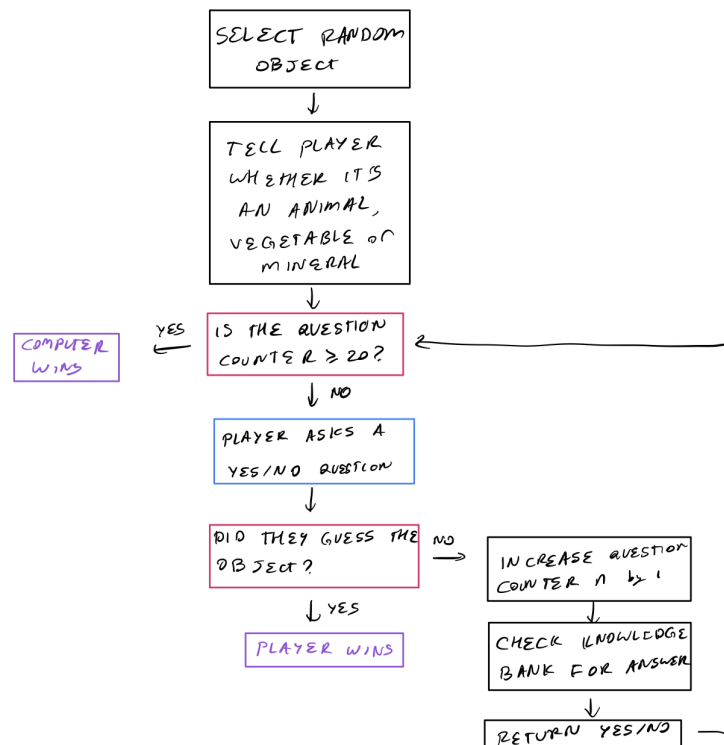 SELECT RANDOM
OBJECT
TELL PLAYER
WHETHER IT'S
AN ANIMAL,
VEGETABLE or
MINERAL
IS THE QUESTION
COUNTER ≥ 20?
YES
COMPUTER
WINS
NO
PLAYER ASKS A
YES/NO QUESTION
DID THEY GUESS THE
OBJECT?
NO
INCREASE QUESTION
COUNTER n by 1
YES
PLAYER WINS
CHECK KNOWLEDGE
BANK FOR ANSWER
RETURN YES/NO